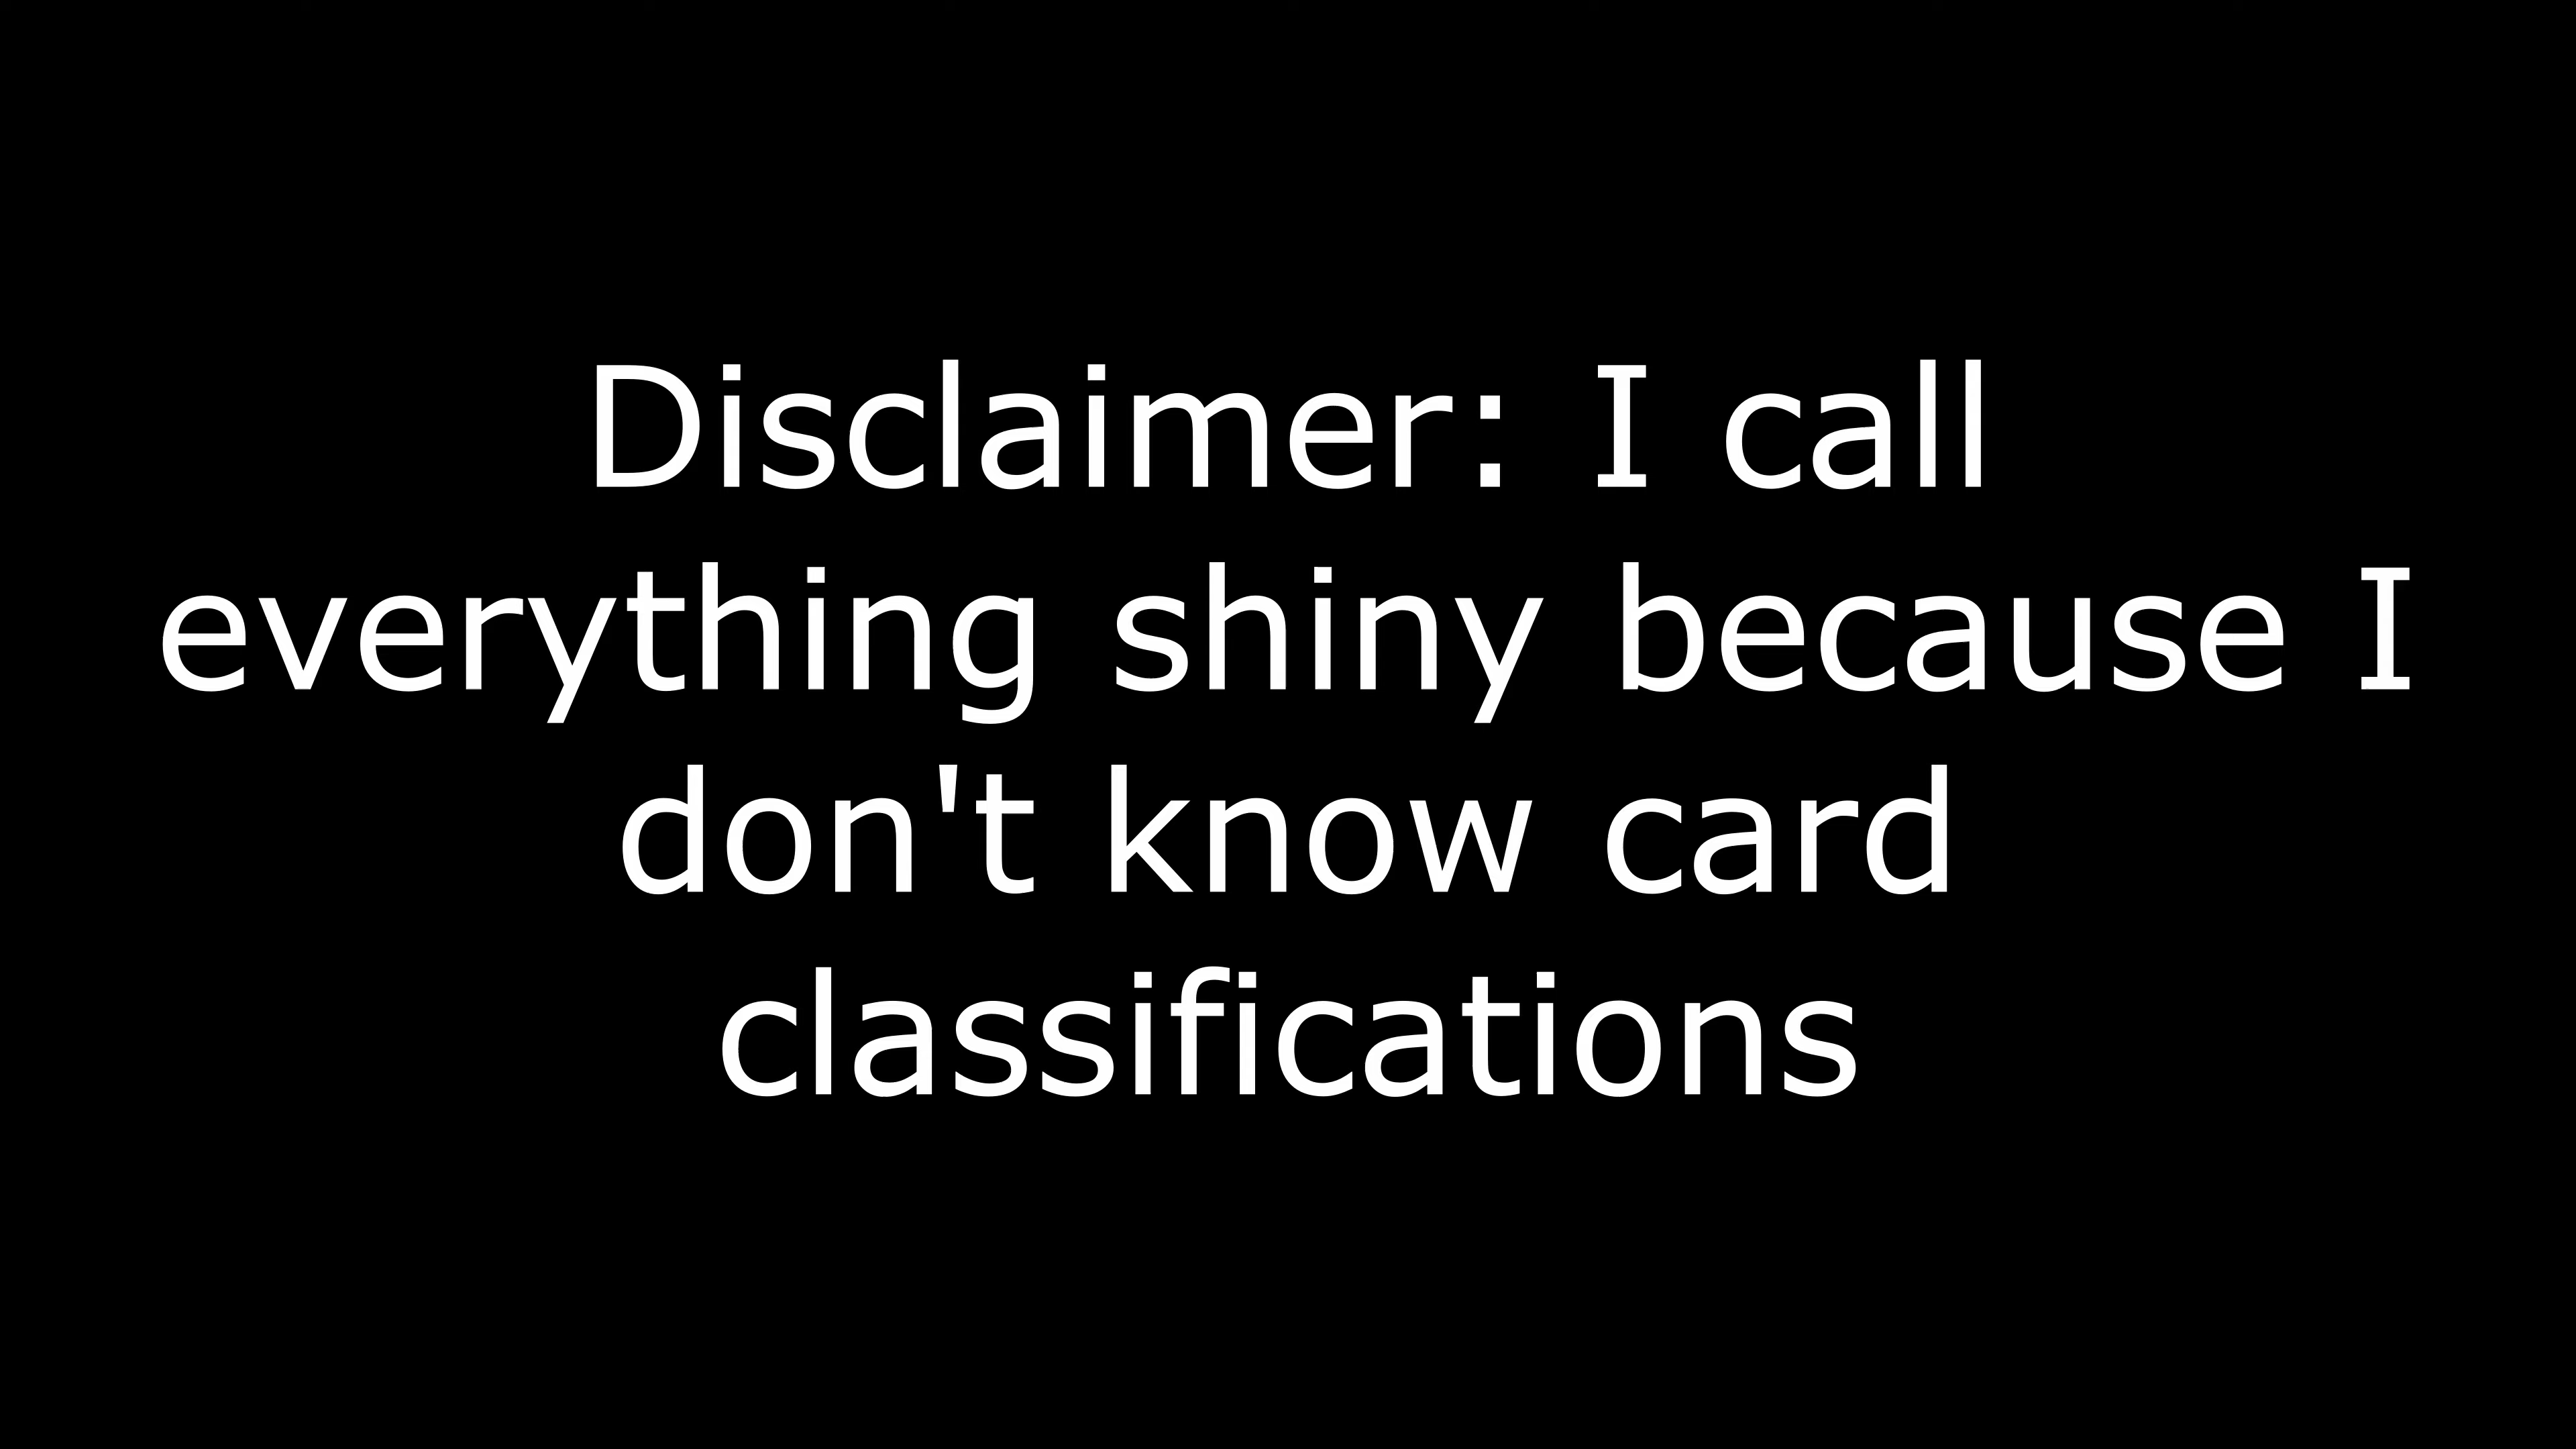 Disclaimer: I call
everything shiny because I
don't know card
classifications